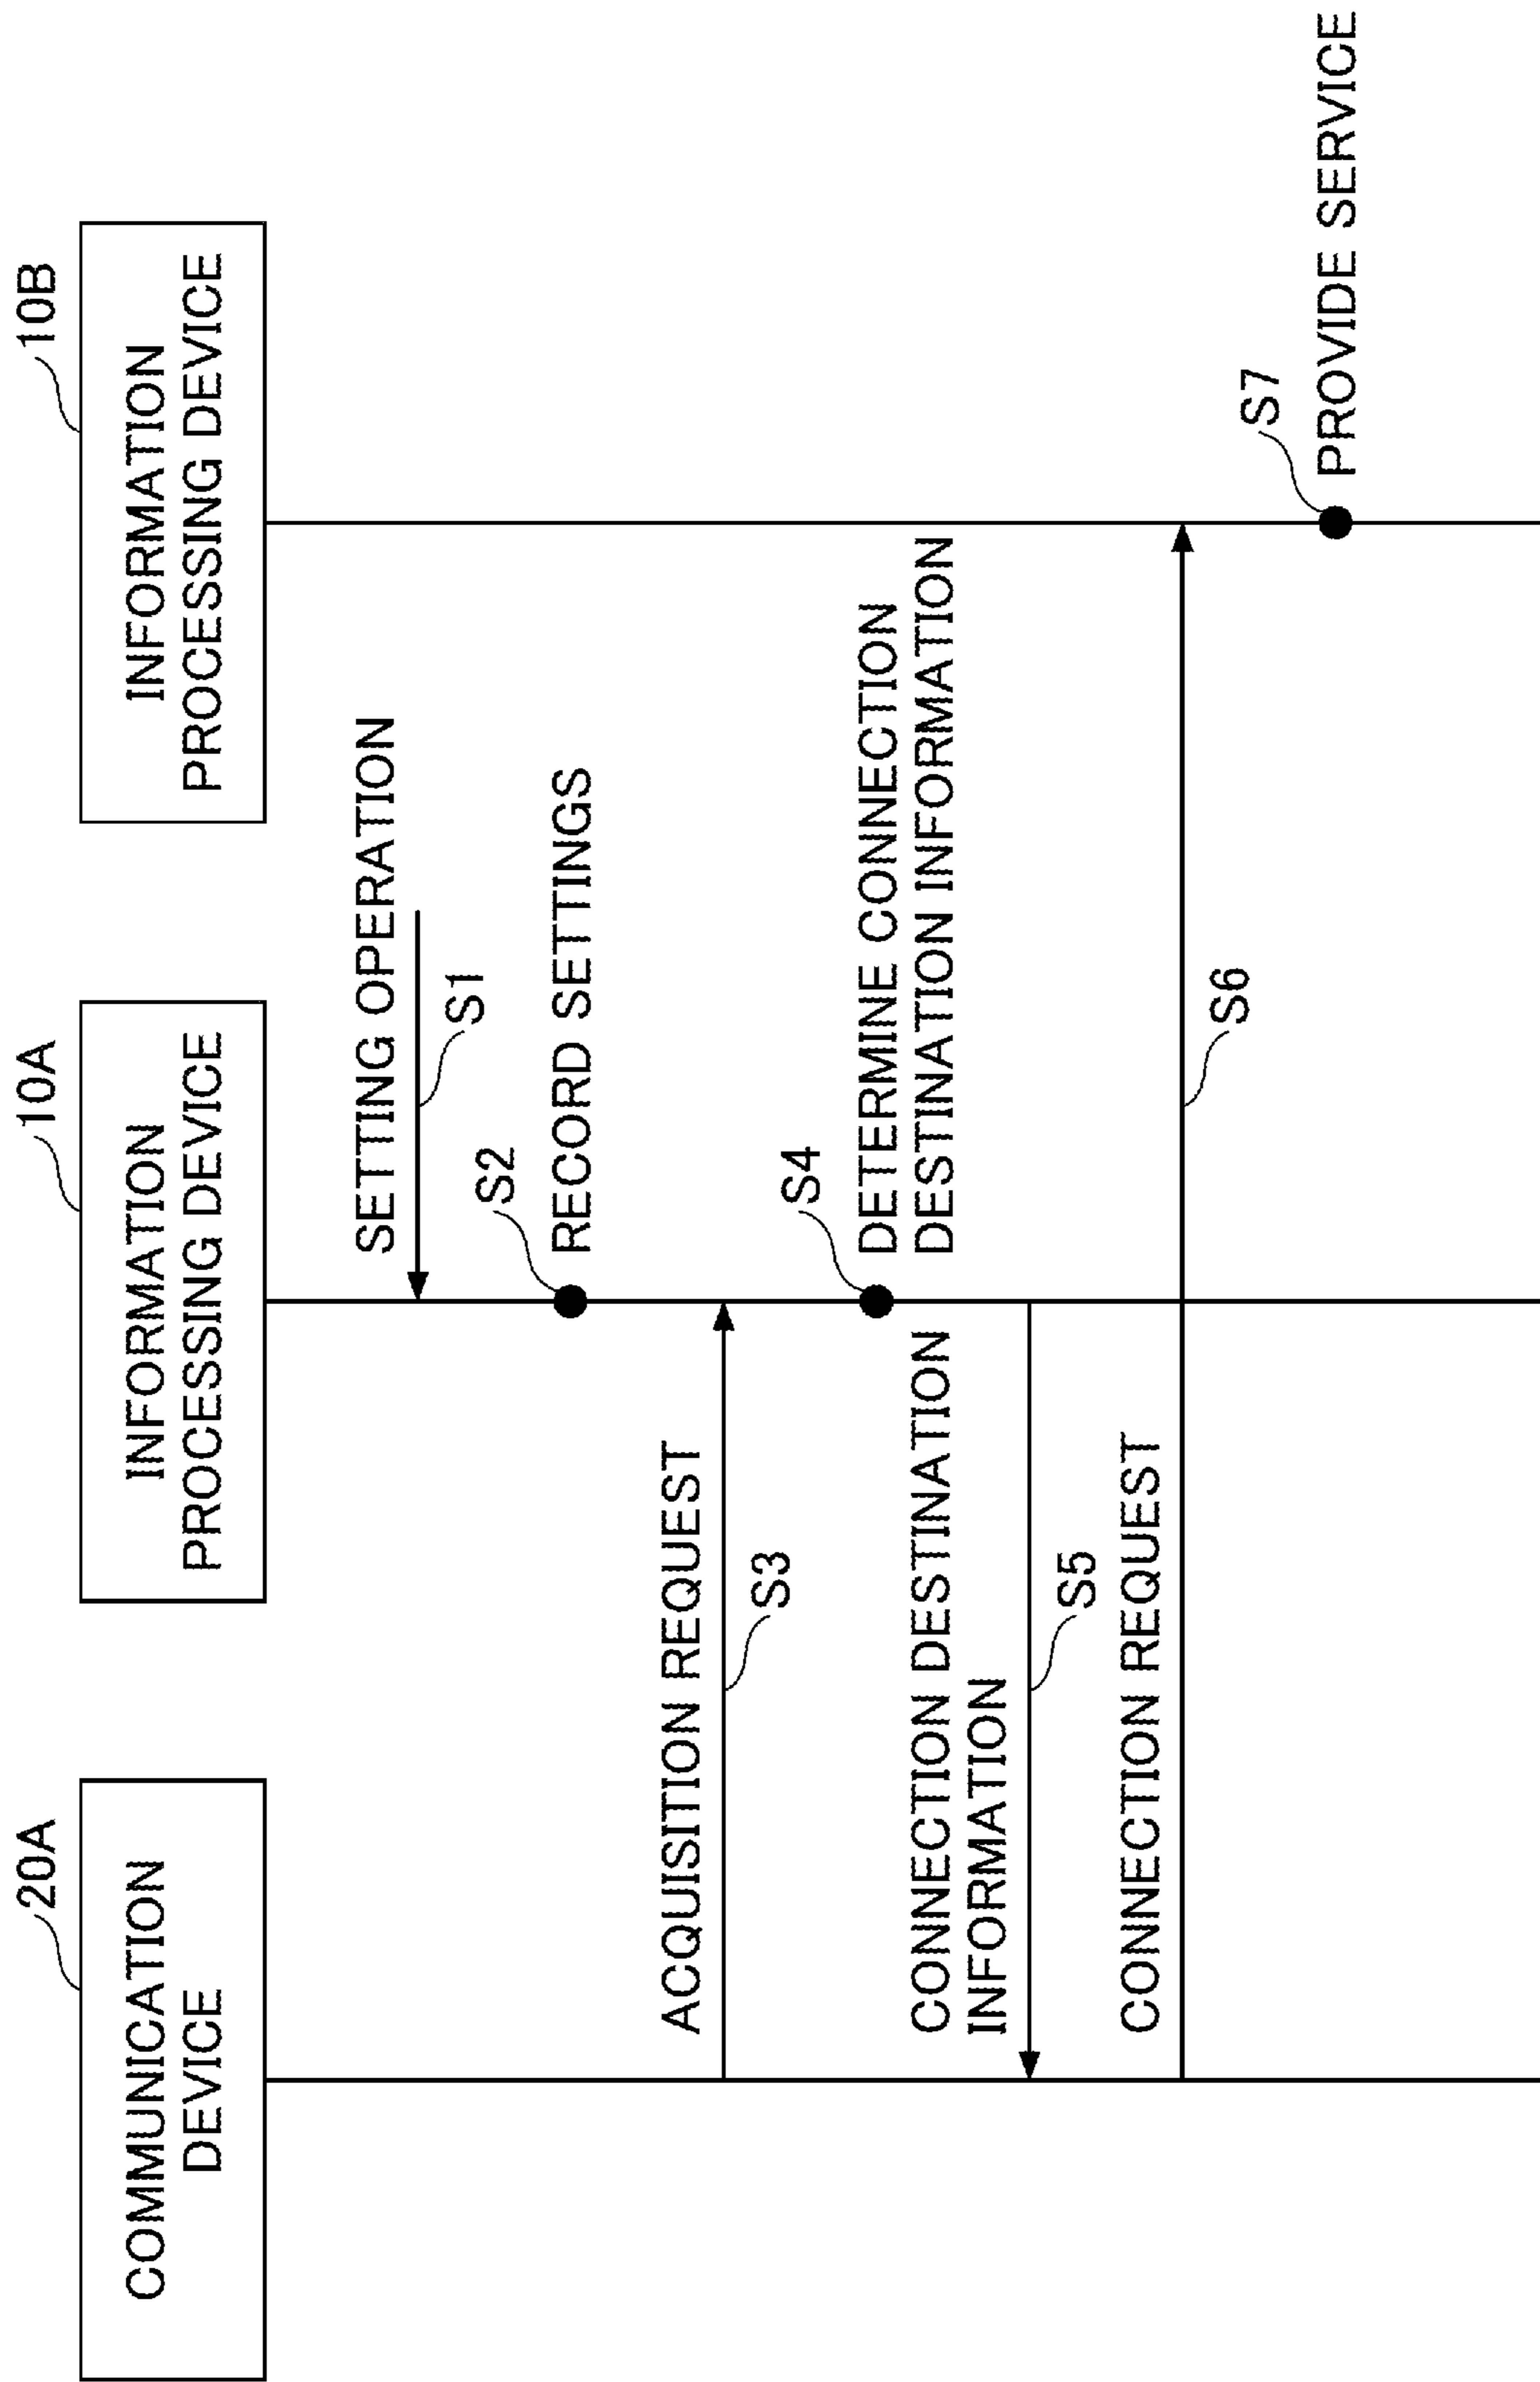 20A
COMMUNICATION
DEVICE
10A
INFORMATION
PROCESSING DEVICE
10B
INFORMATION
PROCESSING DEVICE
SETTING OPERATION
S1
S2
RECORD SETTINGS
ACQUISITION REQUEST
S3
S4
DETERMINE CONNECTION
DESTINATION INFORMATION
CONNECTION DESTINATION
INFORMATION
S5
CONNECTION REQUEST
S6
S7
PROVIDE SERVICE